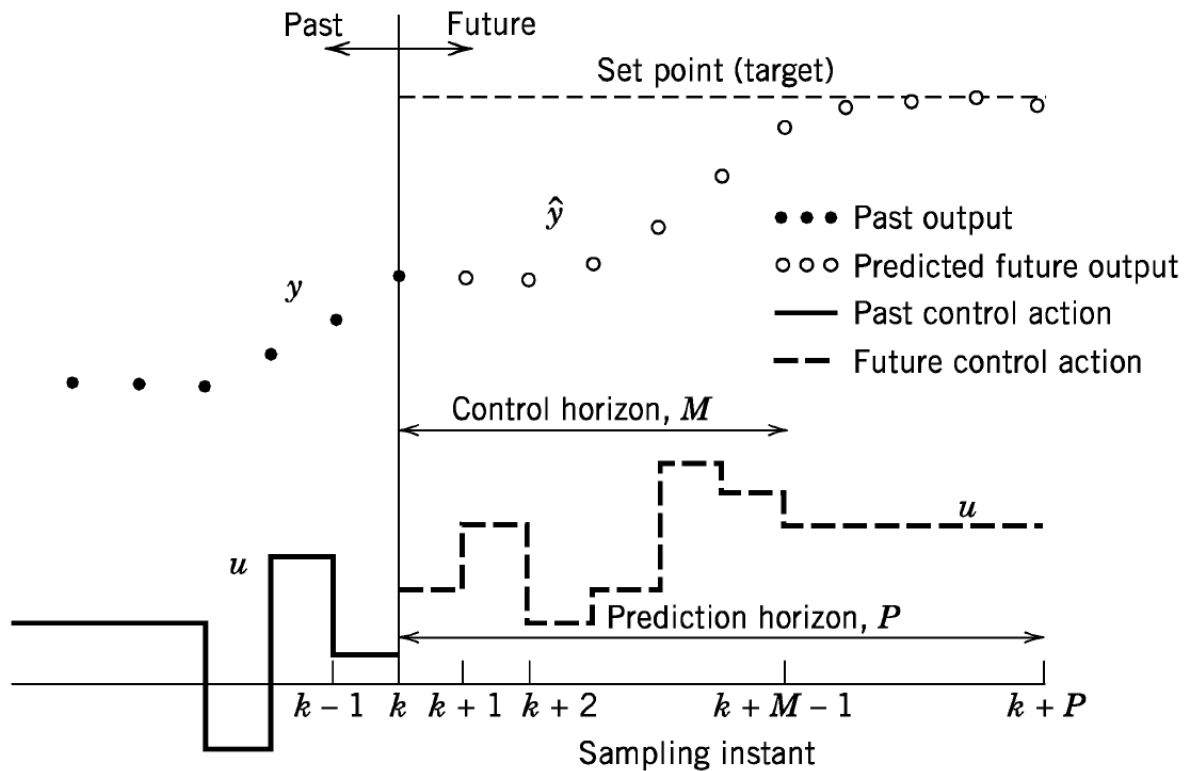 Past
Future
Set point (target)
ŷ
Past output
y
Predicted future output
Past control action
Future control action
Control horizon, M
u
u
Prediction horizon, P
k − 1 k k + 1 k + 2 k + M − 1 k + P
Sampling instant